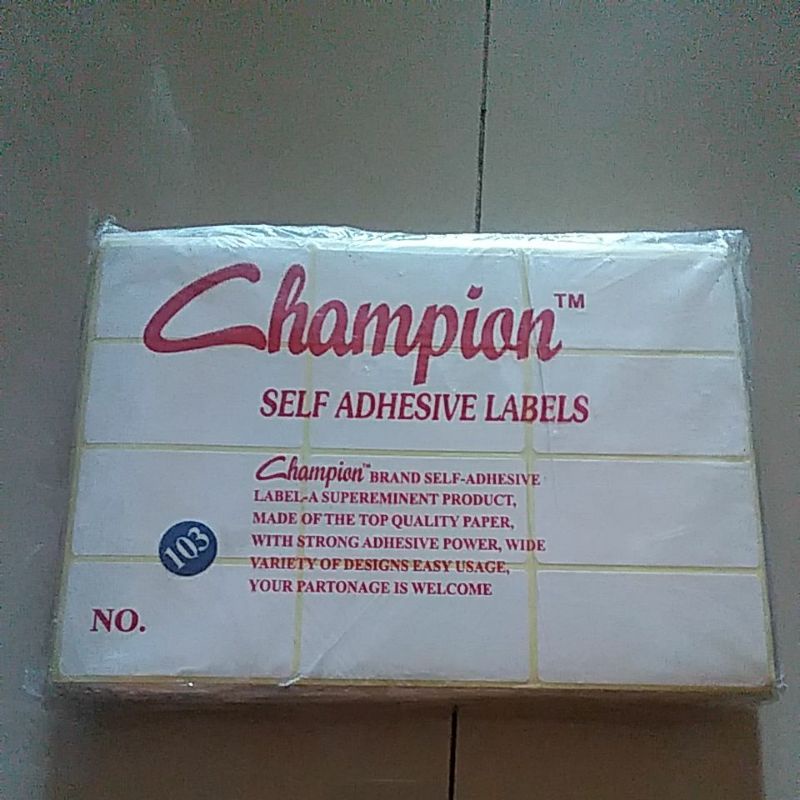 Champion™
SELF ADHESIVE LABELS
Champion™ BRAND SELF-ADHESIVE
LABEL-A SUPEREMINENT PRODUCT,
MADE OF THE TOP QUALITY PAPER,
WITH STRONG ADHESIVE POWER, WIDE
VARIETY OF DESIGNS EASY USAGE,
YOUR PARTONAGE IS WELCOME
103
NO.